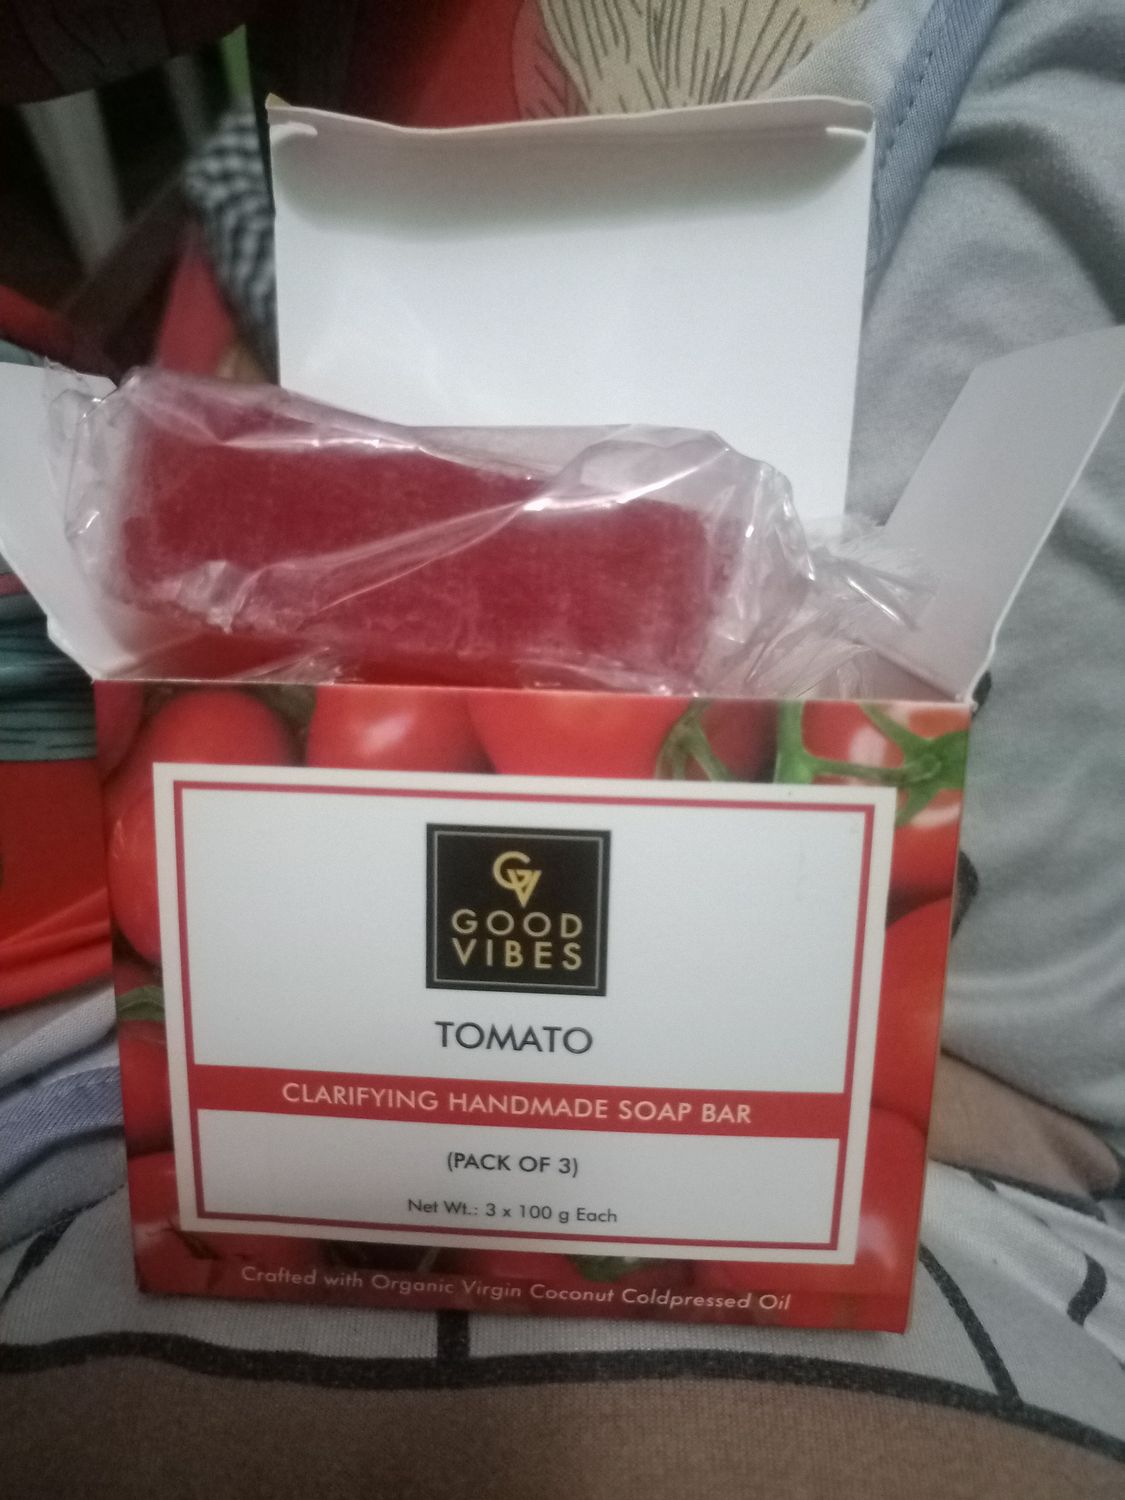 GV
GOOD
VIBES
TOMATO
CLARIFYING HANDMADE SOAP BAR
(PACK OF 3)
Net Wt.: 3 x 100 g Each
Crafted with Organic Virgin Coconut Coldpressed Oil